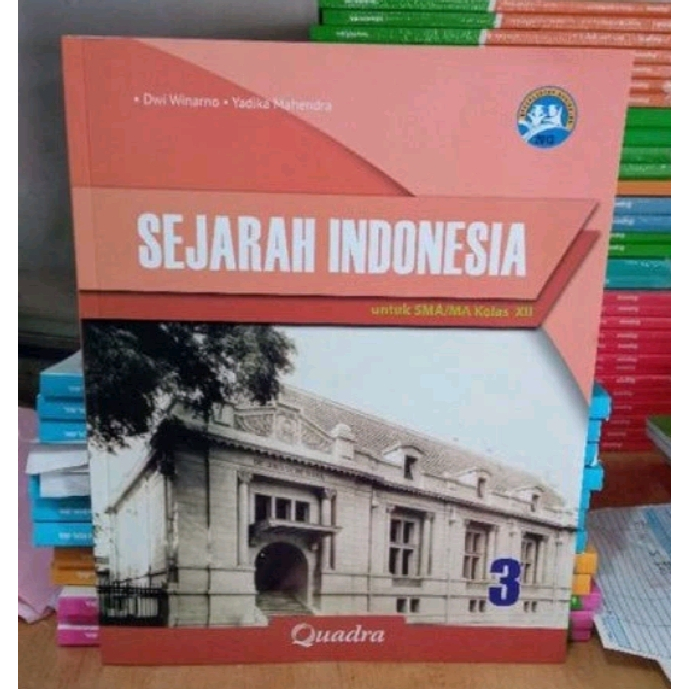 • Dwi Winarno • Yadika Mahendra
SEJARAH INDONESIA
untuk SMA/MA Kelas XII
3
Quadra